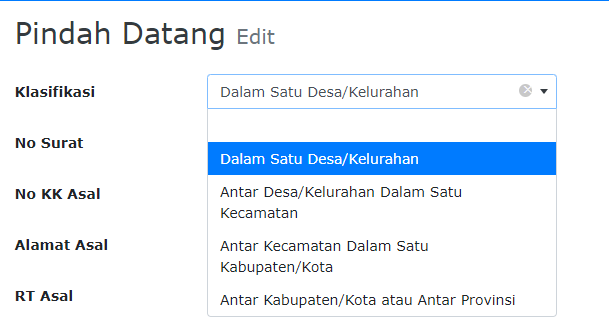 Pindah Datang Edit
Klasifikasi
Dalam Satu Desa/Kelurahan
No Surat
Dalam Satu Desa/Kelurahan
No KK Asal
Antar Desa/Kelurahan Dalam Satu
Kecamatan
Alamat Asal
Antar Kecamatan Dalam Satu
Kabupaten/Kota
RT Asal
Antar Kabupaten/Kota atau Antar Provinsi